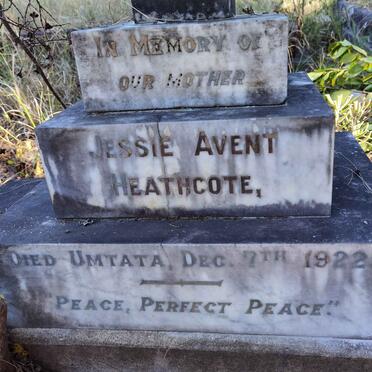 In Memory of
our Mother
Jessie Avent
Heathcote,
Died Umtata, Dec. 7th 1922
"Peace, Perfect Peace."